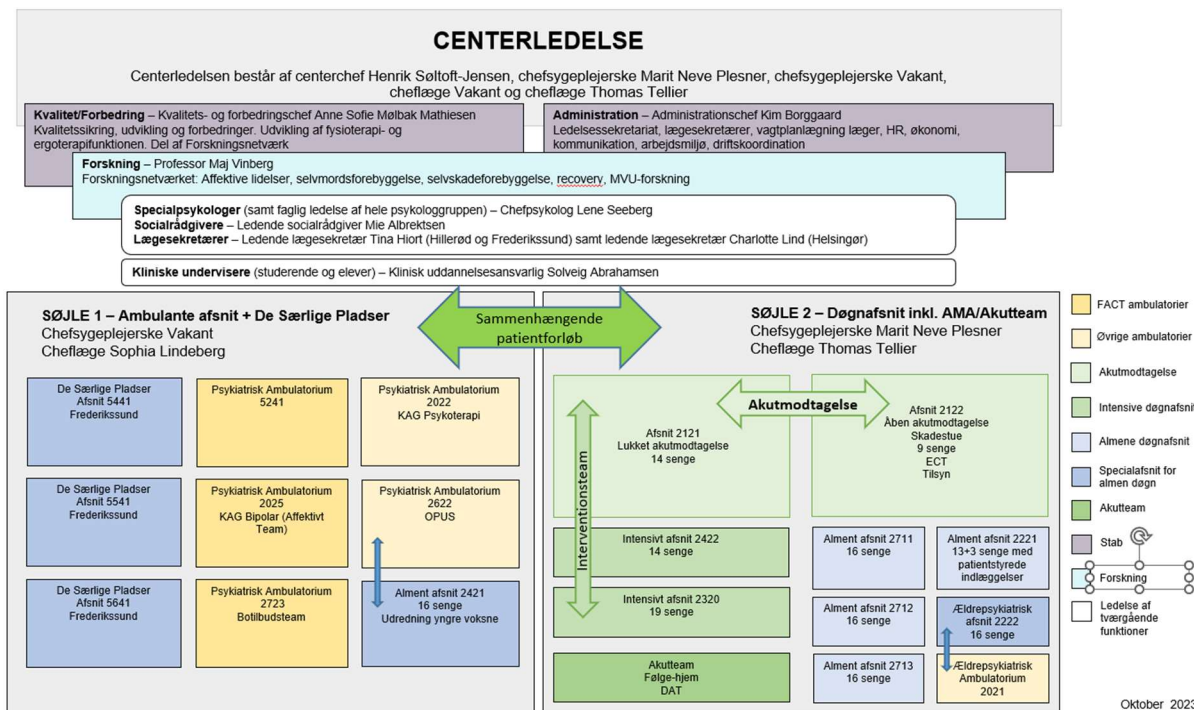 CENTERLEDELSE
Centerledelsen består af centerchef Henrik Søltoft-Jensen, chefsygeplejerske Marit Neve Plesner, chefsygeplejerske Vakant,
cheflæge Vakant og cheflæge Thomas Tellier
Kvalitet/Forbedring – Kvalitets- og forbedringschef Anne Sofie Mølbak Mathiesen
Kvalitetssikring, udvikling og forbedringer. Udvikling af fysioterapi- og
ergoterapifunktionen. Del af Forskningsnetværk
Administration – Administrationschef Kim Borggaard
Ledelsessekretariat, lægesekretærer, vagtplanlægning læger, HR, økonomi,
kommunikation, arbejdsmiljø, driftskoordination
Forskning – Professor Maj Vinberg
Forskningsnetværket: Affektive lidelser, selvmordsforebyggelse, selvskadeforebyggelse, recovery, MVU-forskning
Specialpsykologer (samt faglig ledelse af hele psykologgruppen) – Chefpsykolog Lene Seeberg
Socialrådgivere – Ledende socialrådgiver Mie Albrektsen
Lægesekretærer – Ledende lægesekretær Tina Hiort (Hillerød og Frederikssund) samt ledende lægesekretær Charlotte Lind (Helsingør)
Kliniske undervisere (studerende og elever) – Klinisk uddannelsesansvarlig Solveig Abrahamsen
SØJLE 1 – Ambulante afsnit + De Særlige Pladser
Chefsygeplejerske Vakant
Cheflæge Sophia Lindeberg
Sammenhængende
patientforløb
SØJLE 2 – Døgnafsnit inkl. AMA/Akutteam
Chefsygeplejerske Marit Neve Plesner
Cheflæge Thomas Tellier
De Særlige Pladser
Afsnit 5441
Frederikssund
Psykiatrisk Ambulatorium
5241
Psykiatrisk Ambulatorium
2022
KAG Psykoterapi
De Særlige Pladser
Afsnit 5541
Frederikssund
Psykiatrisk Ambulatorium
2025
KAG Bipolar (Affektivt
Team)
Psykiatrisk Ambulatorium
2622
OPUS
De Særlige Pladser
Afsnit 5641
Frederikssund
Psykiatrisk Ambulatorium
2723
Botilbudsteam
Alment afsnit 2421
16 senge
Udredning yngre voksne
Interventionsteam
Afsnit 2121
Lukket akutmodtagelse
14 senge
Akutmodtagelse
Afsnit 2122
Åben akutmodtagelse
Skadestue
9 senge
ECT
Tilsyn
Intensivt afsnit 2422
14 senge
Alment afsnit 2711
16 senge
Alment afsnit 2221
13+3 senge med
patientstyrede
indlæggelser
Intensivt afsnit 2320
19 senge
Alment afsnit 2712
16 senge
Ældrepsykiatrisk
afsnit 2222
16 senge
Akutteam
Følge-hjem
DAT
Alment afsnit 2713
16 senge
Ældrepsykiatrisk
Ambulatorium
2021
FACT ambulatorier
Øvrige ambulatorier
Akutmodtagelse
Intensive døgnafsnit
Almene døgnafsnit
Specialafsnit for
almen døgn
Akutteam
Stab
Forskning
Ledelse af
tværgående
funktioner
Oktober 2023